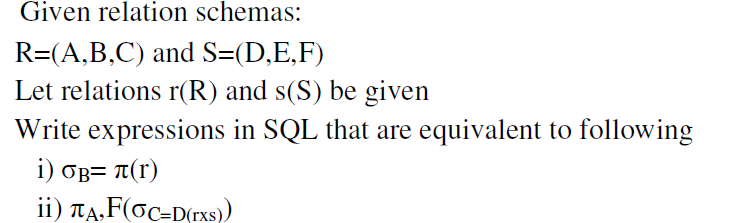 Given relation schemas:
R=(A,B,C) and S=(D,E,F)
Let relations r(R) and s(S) be given
Write expressions in SQL that are equivalent to following
i) σB= π(r)
ii) πA,F(σC=D(rxs))